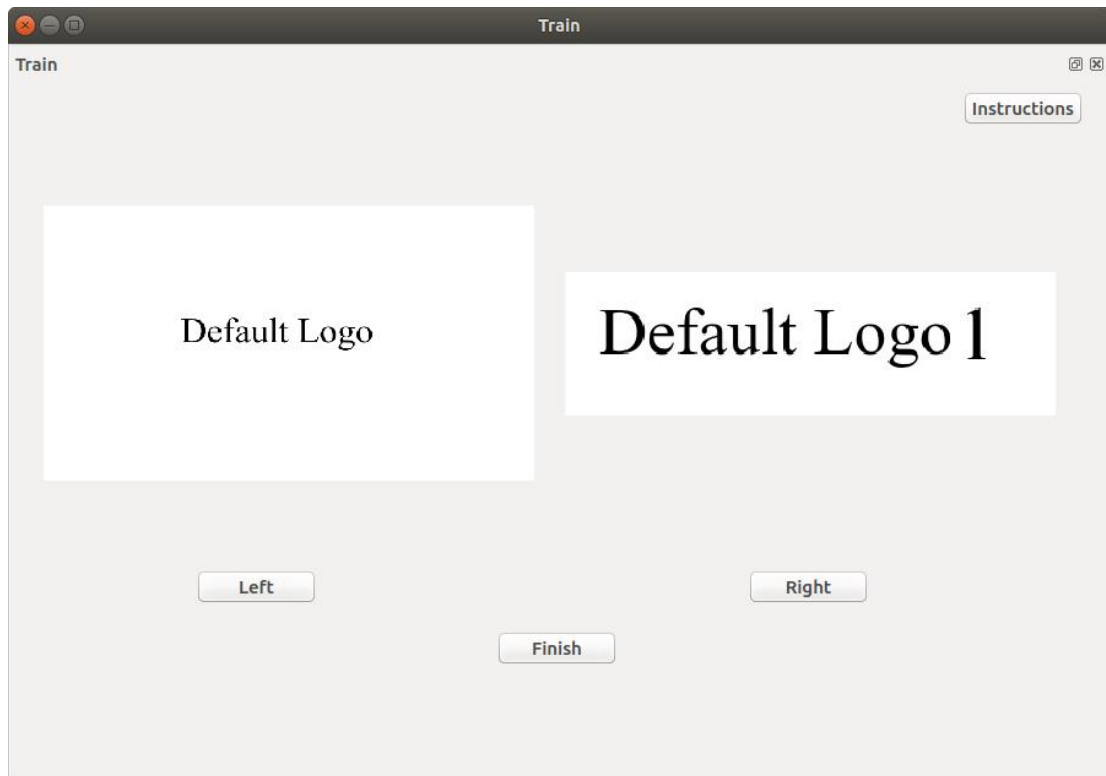 Train
Train
Instructions
Default Logo
Default Logo 1
Left
Right
Finish